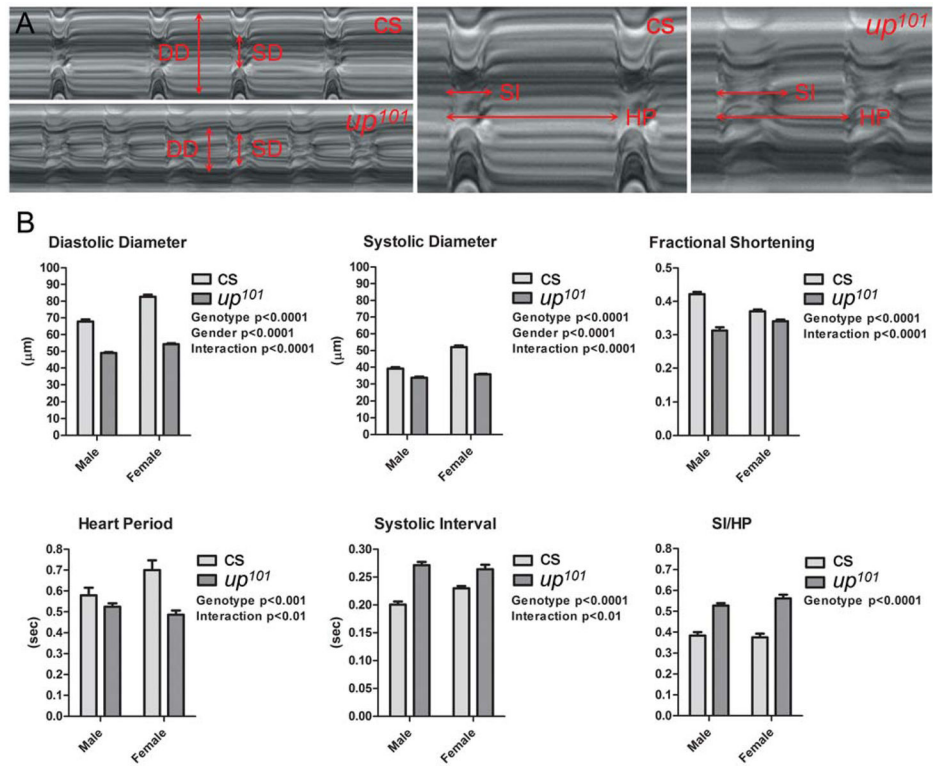 A
CS
DD
SD
up101
DD
SD
CS
SI
HP
up101
SI
HP
B
Diastolic Diameter
100
90
80
70
60
50
40
30
20
10
0
(μm)
Male
Female
CS
up101
Genotype p<0.0001
Gender p<0.0001
Interaction p<0.0001
Systolic Diameter
100
90
80
70
60
50
40
30
20
10
0
(μm)
Male
Female
CS
up101
Genotype p<0.0001
Gender p<0.0001
Interaction p<0.0001
Fractional Shortening
0.5
0.4
0.3
0.2
0.1
0.0
Male
Female
CS
up101
Genotype p<0.0001
Interaction p<0.0001
Heart Period
0.8
0.7
0.6
0.5
0.4
0.3
0.2
0.1
0.0
(sec)
Male
Female
CS
up101
Genotype p<0.001
Interaction p<0.01
Systolic Interval
0.30
0.25
0.20
0.15
0.10
0.05
0.00
(sec)
Male
Female
CS
up101
Genotype p<0.0001
Interaction p<0.01
SI/HP
0.8
0.7
0.6
0.5
0.4
0.3
0.2
0.1
0.0
Male
Female
CS
up101
Genotype p<0.0001